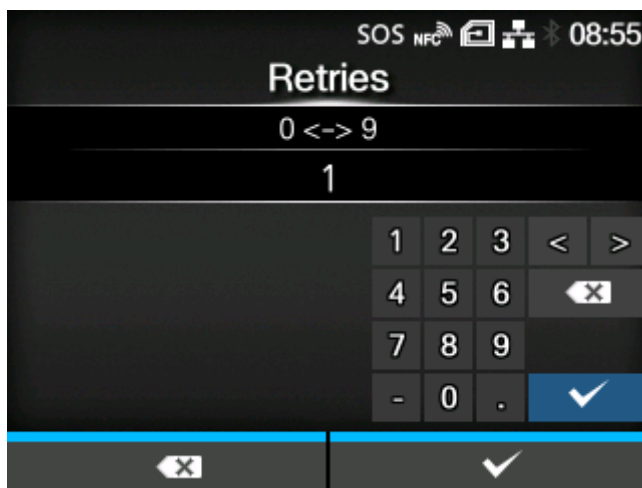 SOS NFC 08:55
Retries
0 <-> 9
1
1 2 3 < >
4 5 6
7 8 9
- 0 .